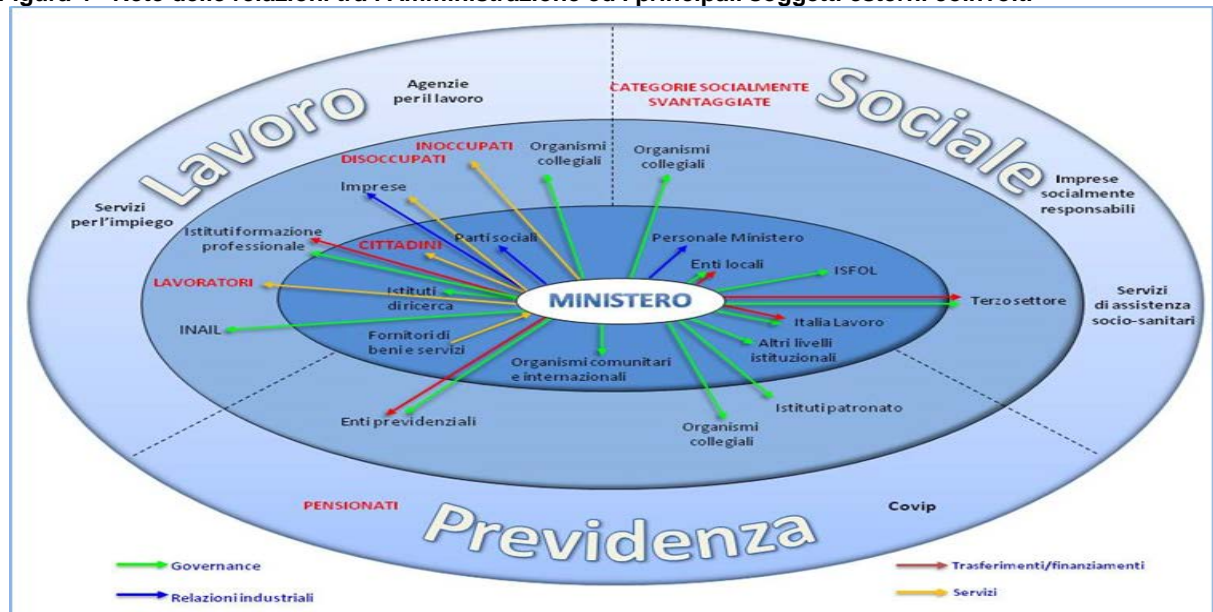 Lavoro
Sociale
Previdenza
Agenzie
per il lavoro
CATEGORIE SOCIALMENTE
SVANTAGGIATE
INOCCUPATI
DISOCCUPATI
Organismi
collegiali
Organismi
collegiali
Imprese
Imprese
socialmente
responsabili
Servizi
per l'impiego
Istituti formazione
professionale
CITTADINI
Parti sociali
Personale Ministero
Enti locali
ISFOL
LAVORATORI
Istituti
di ricerca
MINISTERO
Terzo settore
Servizi
di assistenza
socio-sanitari
INAIL
Fornitori di
beni e servizi
Italia Lavoro
Altri livelli
istituzionali
Organismi comunitari
e internazionali
Enti previdenziali
Istituti patronato
Organismi
collegiali
PENSIONATI
Covip
Governance
Relazioni industriali
Trasferimenti/finanziamenti
Servizi